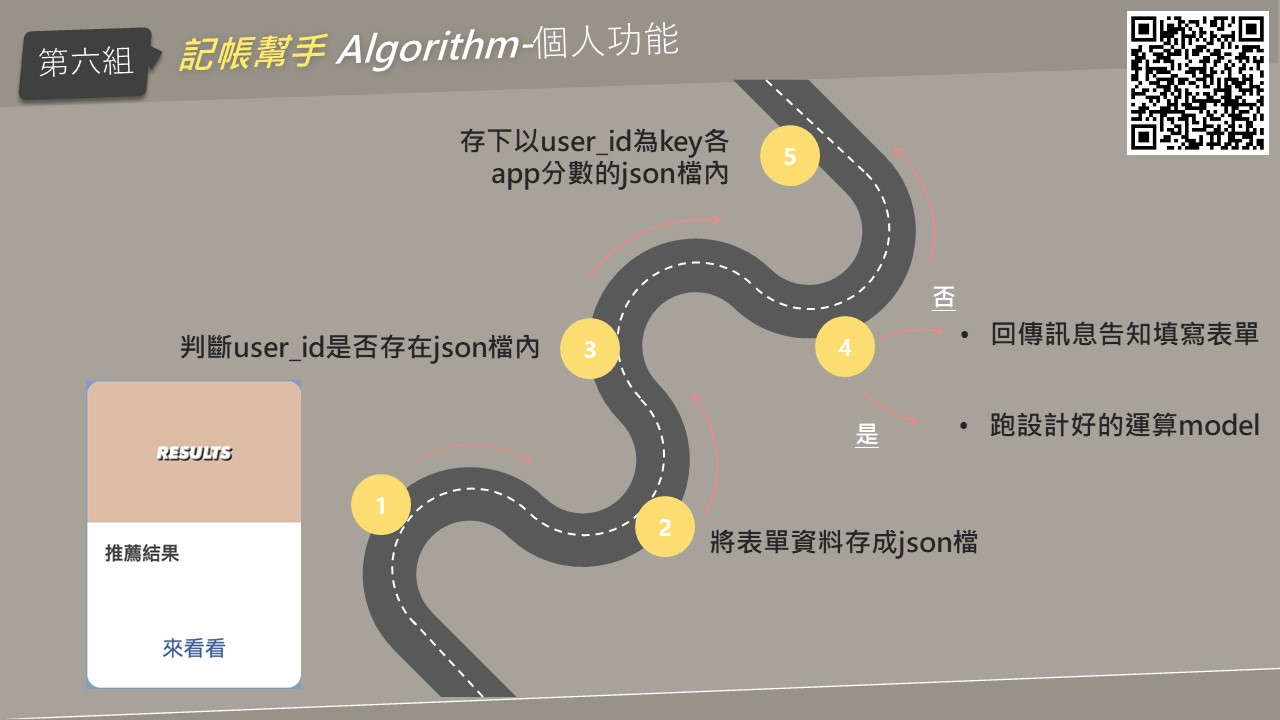 第六組
記帳幫手 Algorithm-個人功能
存下以user_id為key各
app分數的json檔內
5
否
判斷user_id是否存在json檔內
3
4
回傳訊息告知填寫表單
RESULTS
是
跑設計好的運算model
1
2
將表單資料存成json檔
推薦結果
來看看